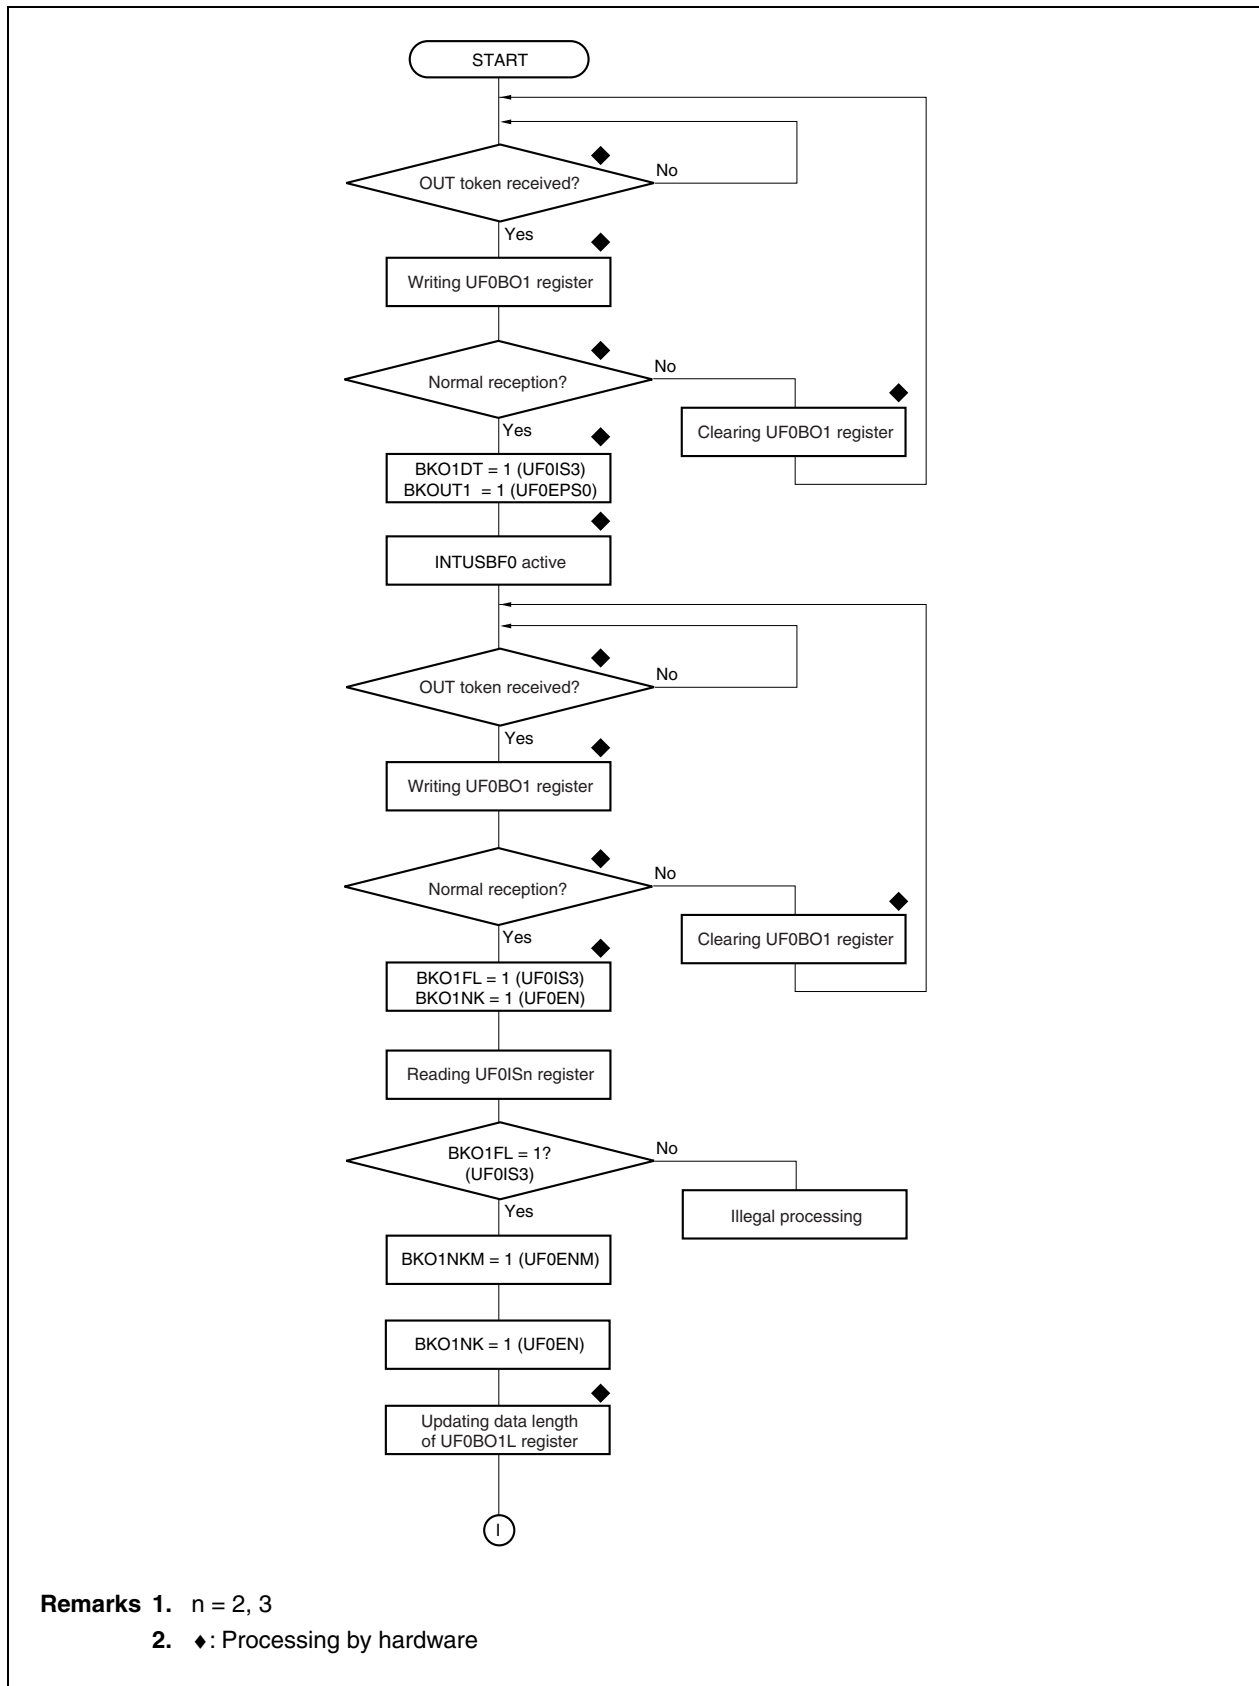 START
OUT token received?
No
Yes
Writing UF0BO1 register
Normal reception?
No
Clearing UF0BO1 register
Yes
BKO1DT = 1 (UF0IS3)
BKOUT1 = 1 (UF0EPS0)
INTUSBF0 active
OUT token received?
No
Yes
Writing UF0BO1 register
Normal reception?
No
Clearing UF0BO1 register
Yes
BKO1FL = 1 (UF0IS3)
BKO1NK = 1 (UF0EN)
Reading UF0ISn register
BKO1FL = 1?
(UF0IS3)
No
Illegal processing
Yes
BKO1NKM = 1 (UF0ENM)
BKO1NK = 1 (UF0EN)
Updating data length
of UF0BO1L register
I
Remarks 1. n = 2, 3
2. ♦: Processing by hardware